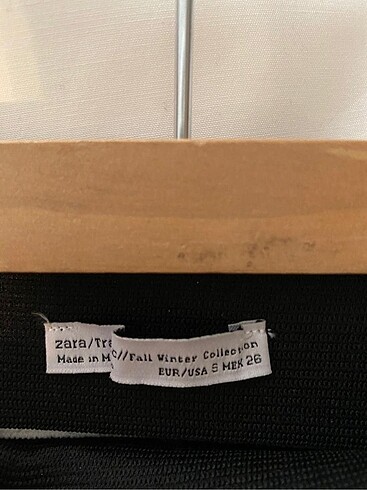 zara/Tra
Made in M
c//Fall Winter Collection
EUR/USA S MEX 26